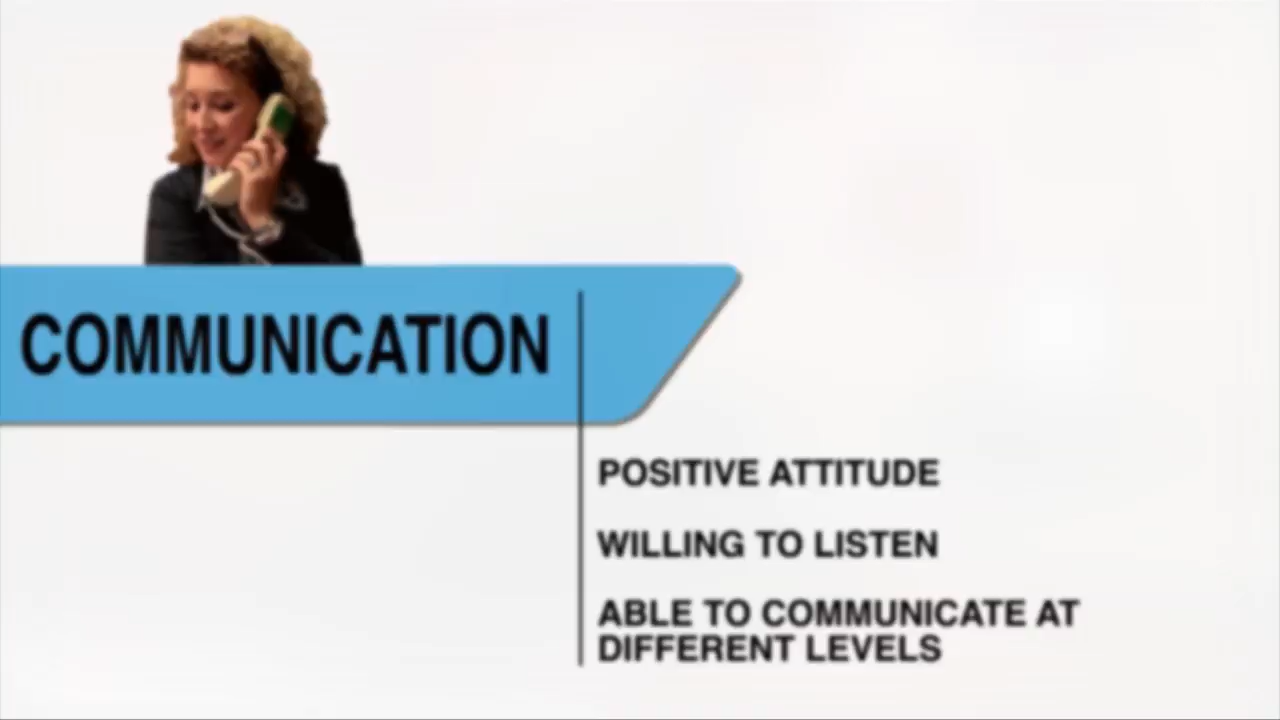 COMMUNICATION
POSITIVE ATTITUDE
WILLING TO LISTEN
ABLE TO COMMUNICATE AT
DIFFERENT LEVELS